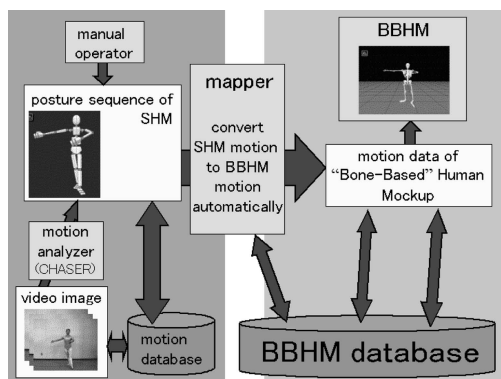 manual
operator
posture sequence of
SHM
motion
analyzer
(CHASER)
video image
motion
database
mapper
convert
SHM motion
to BBHM
motion
automatically
BBHM
motion data of
"Bone-Based" Human
Mockup
BBHM database